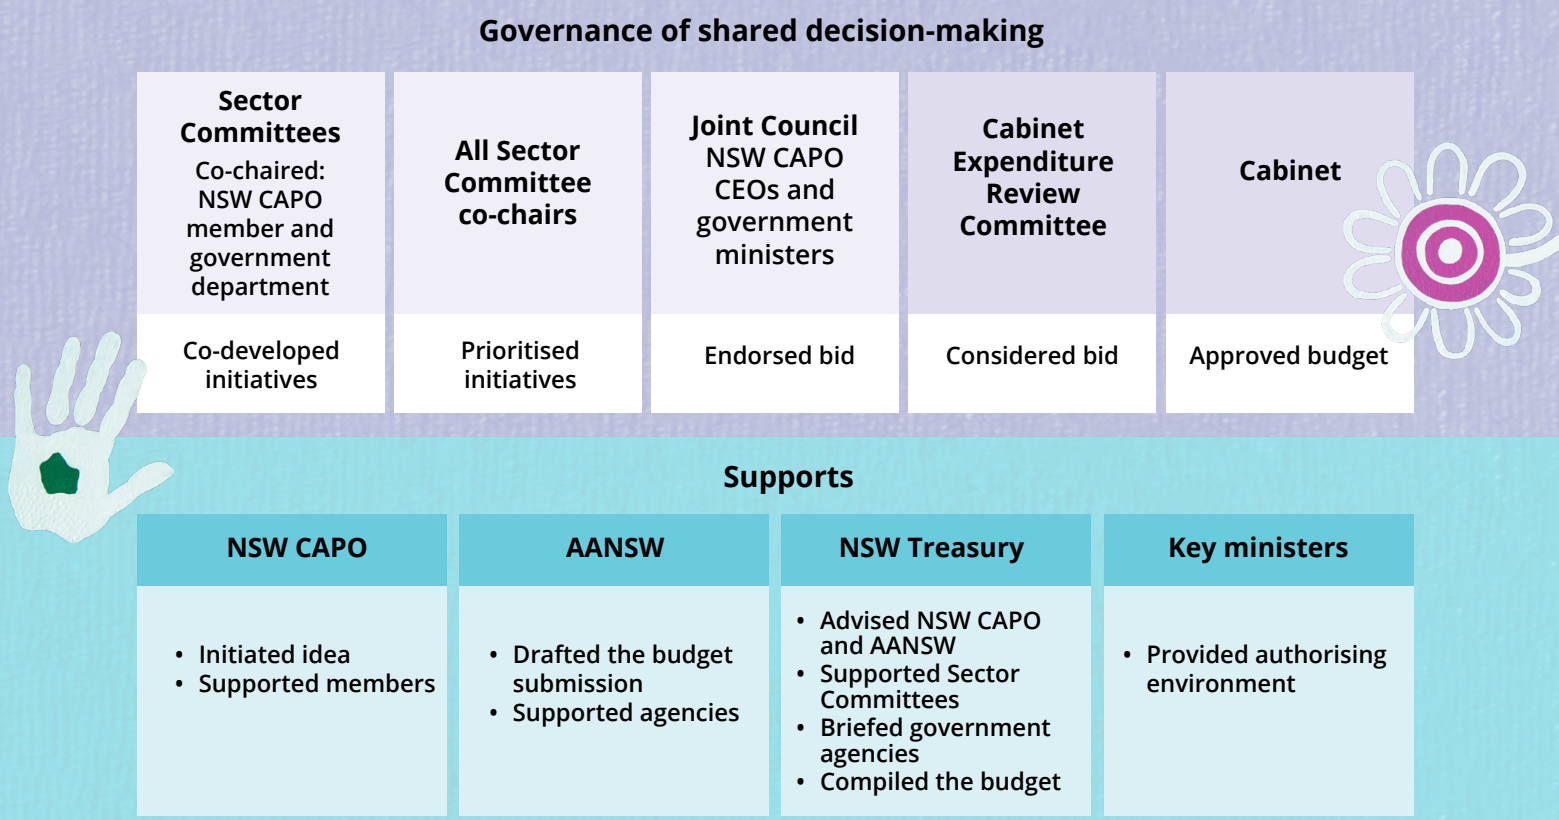 Governance of shared decision-making
Sector
Committees
Co-chaired:
NSW CAPO
member and
government
department
Co-developed
initiatives
All Sector
Committee
co-chairs
Prioritised
initiatives
Joint Council
NSW CAPO
CEOs and
government
ministers
Endorsed bid
Cabinet
Expenditure
Review
Committee
Considered bid
Cabinet
Approved budget
Supports
NSW CAPO
• Initiated idea
• Supported members
AANSW
• Drafted the budget
submission
• Supported agencies
NSW Treasury
• Advised NSW CAPO
and AANSW
• Supported Sector
Committees
• Briefed government
agencies
• Compiled the budget
Key ministers
• Provided authorising
environment